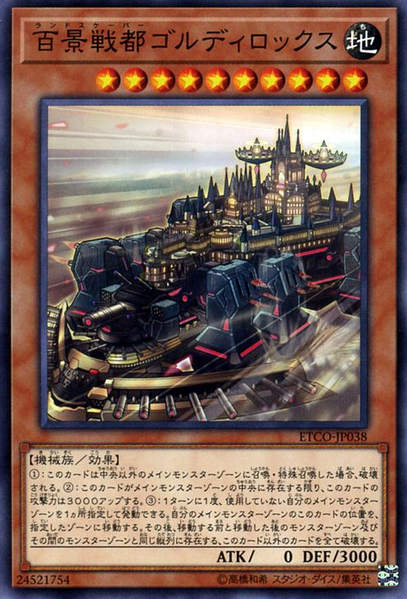 ランドスケーパー
百景戦都ゴルディロックス
地
ETCO-JP038
【機械族/効果】
①:このカードは中央以外のメインモンスターゾーンに召喚・特殊召喚した場合、破壊
される。②:このカードがメインモンスターゾーンの中央に存在する限り、このカードの
攻撃力は3000アップする。③:1ターンに1度、使用していない自分のメインモンスター
ゾーンを1ヵ所指定して発動できる。自分のメインモンスターゾーンのこのカードの位置を、
指定したゾーンに移動する。その後、移動する前と移動した後のモンスターゾーン及び
その間のモンスターゾーンと同じ縦列に存在する、このカード以外のカードを全て破壊する。
ATK/ 0 DEF/3000
24521754
©高橋和希 スタジオ・ダイス/集英社